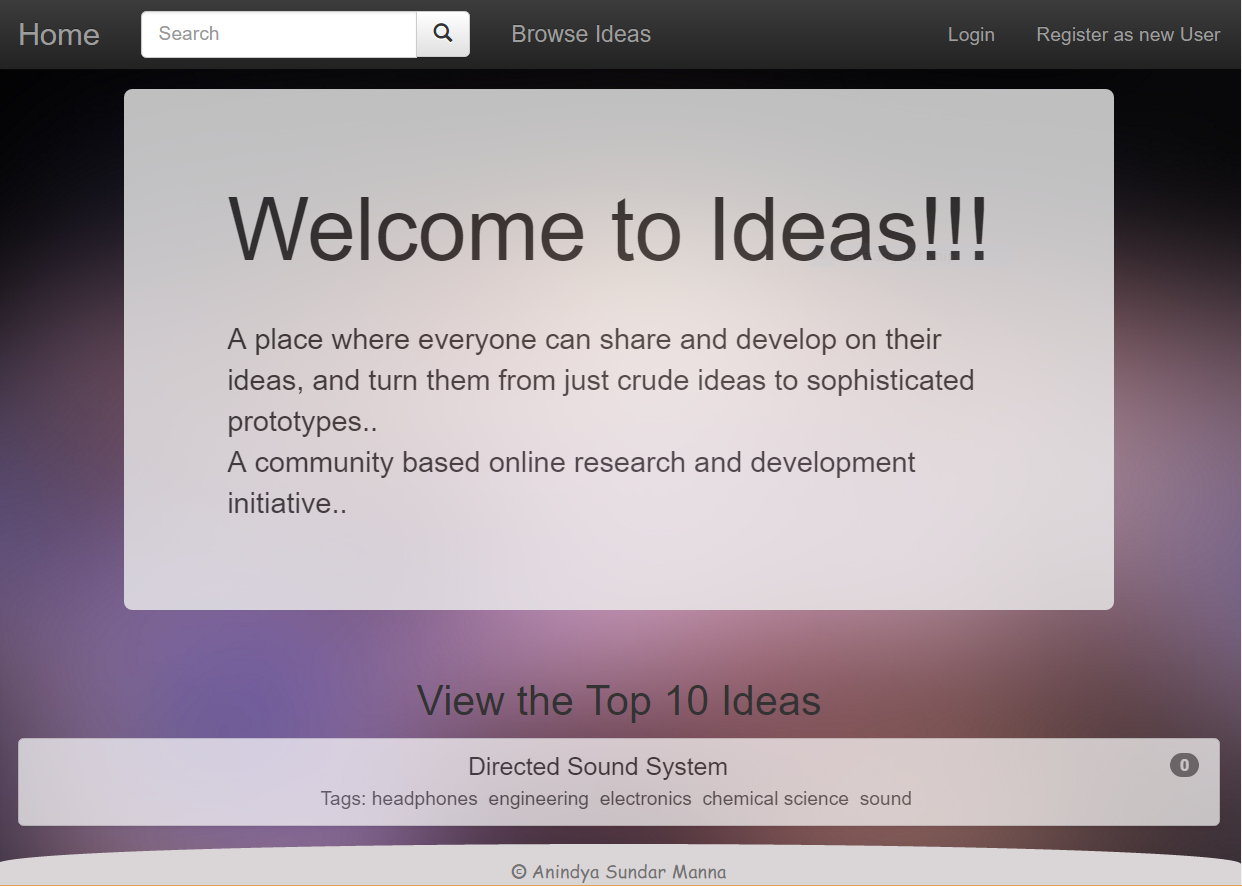 Home Search Browse Ideas Login Register as new User
Welcome to Ideas!!!
A place where everyone can share and develop on their
ideas, and turn them from just crude ideas to sophisticated
prototypes..
A community based online research and development
initiative..
View the Top 10 Ideas
Directed Sound System 0
Tags: headphones engineering electronics chemical science sound
© Anindya Sundar Manna